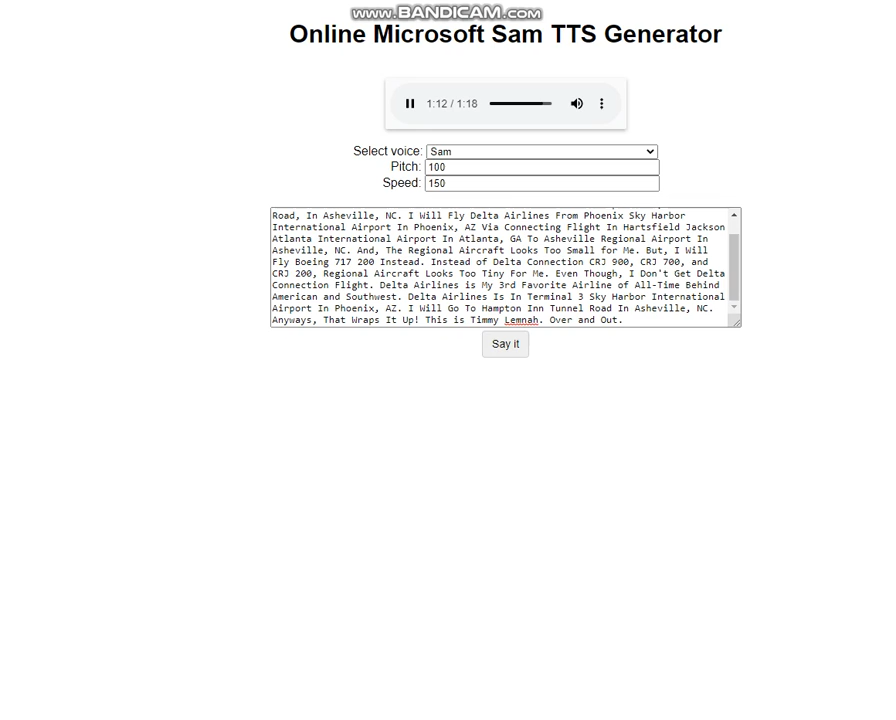 www.BANDICAM.com
Online Microsoft Sam TTS Generator
1:12 / 1:18
Select voice: Sam
Pitch: 100
Speed: 150
Road, In Asheville, NC. I Will Fly Delta Airlines From Phoenix Sky Harbor
International Airport In Phoenix, AZ Via Connecting Flight In Hartsfield Jackson
Atlanta International Airport In Atlanta, GA To Asheville Regional Airport In
Asheville, NC. And, The Regional Aircraft Looks Too Small for Me. But, I Will
Fly Boeing 717 200 Instead. Instead of Delta Connection CRJ 900, CRJ 700, and
CRJ 200, Regional Aircraft Looks Too Tiny For Me. Even Though, I Don't Get Delta
Connection Flight. Delta Airlines is My 3rd Favorite Airline of All-Time Behind
American and Southwest. Delta Airlines Is In Terminal 3 Sky Harbor International
Airport In Phoenix, AZ. I Will Go To Hampton Inn Tunnel Road In Asheville, NC.
Anyways, That Wraps It Up! This is Timmy Lemnah. Over and Out.
Say it